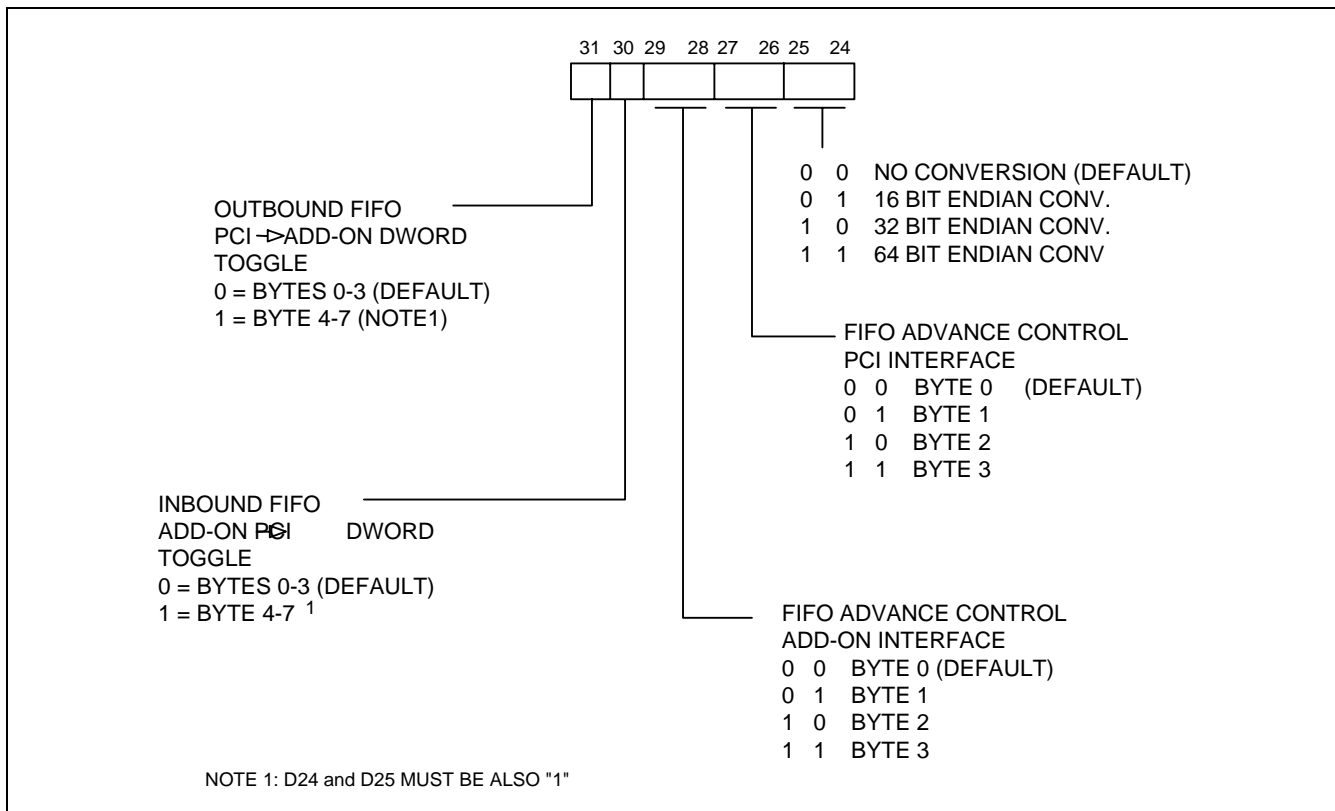 31 30 29 28 27 26 25 24
0 0 NO CONVERSION (DEFAULT)
0 1 16 BIT ENDIAN CONV.
1 0 32 BIT ENDIAN CONV.
1 1 64 BIT ENDIAN CONV
OUTBOUND FIFO
PCI ADD-ON DWORD
TOGGLE
0 = BYTES 0-3 (DEFAULT)
1 = BYTE 4-7 (NOTE1)
FIFO ADVANCE CONTROL
PCI INTERFACE
0 0 BYTE 0 (DEFAULT)
0 1 BYTE 1
1 0 BYTE 2
1 1 BYTE 3
INBOUND FIFO
ADD-ON PCI DWORD
TOGGLE
0 = BYTES 0-3 (DEFAULT)
1 = BYTE 4-7 1
FIFO ADVANCE CONTROL
ADD-ON INTERFACE
0 0 BYTE 0 (DEFAULT)
0 1 BYTE 1
1 0 BYTE 2
1 1 BYTE 3
NOTE 1: D24 and D25 MUST BE ALSO "1"